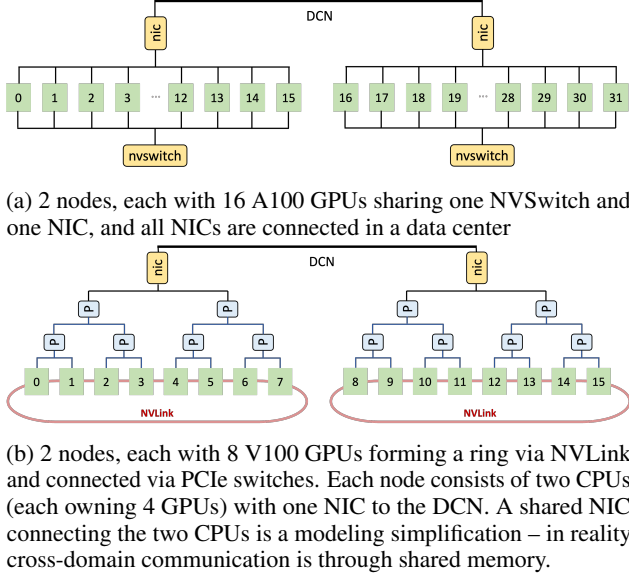 DCN
nic nic
0 1 2 3 ... 12 13 14 15 16 17 18 19 ... 28 29 30 31
nvswitch nvswitch
(a) 2 nodes, each with 16 A100 GPUs sharing one NVSwitch and
one NIC, and all NICs are connected in a data center
DCN
nic nic
P P P P
P P P P P P P P
0 1 2 3 4 5 6 7 8 9 10 11 12 13 14 15
NVLink NVLink
(b) 2 nodes, each with 8 V100 GPUs forming a ring via NVLink
and connected via PCIe switches. Each node consists of two CPUs
(each owning 4 GPUs) with one NIC to the DCN. A shared NIC
connecting the two CPUs is a modeling simplification – in reality
cross-domain communication is through shared memory.